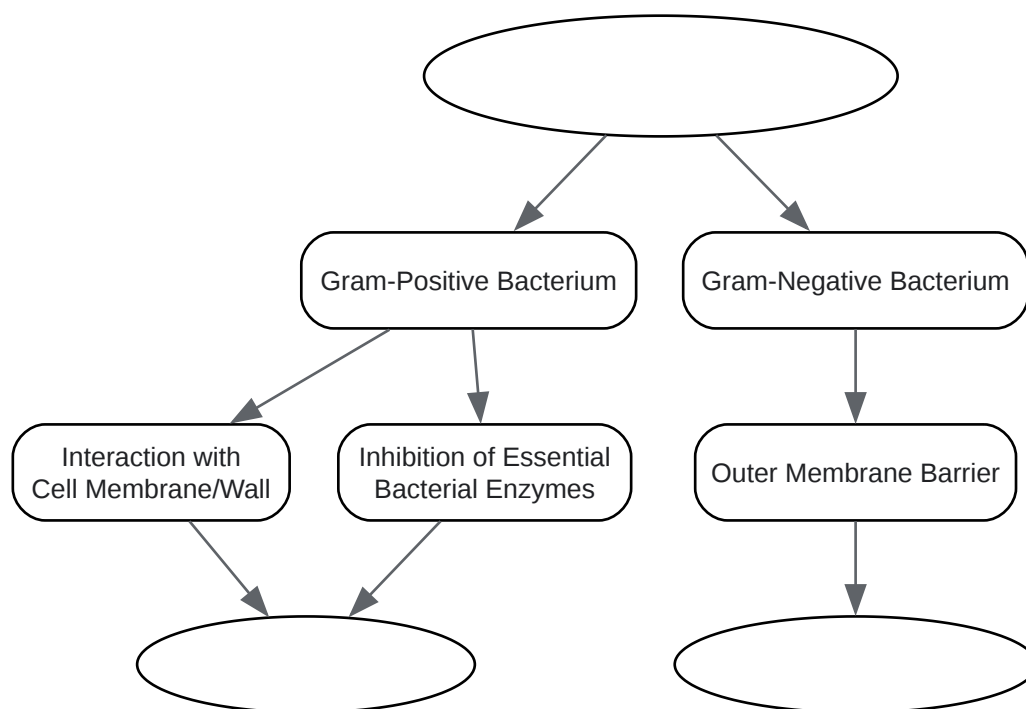 Gram-Positive Bacterium
Gram-Negative Bacterium
Interaction with
Cell Membrane/Wall
Inhibition of Essential
Bacterial Enzymes
Outer Membrane Barrier